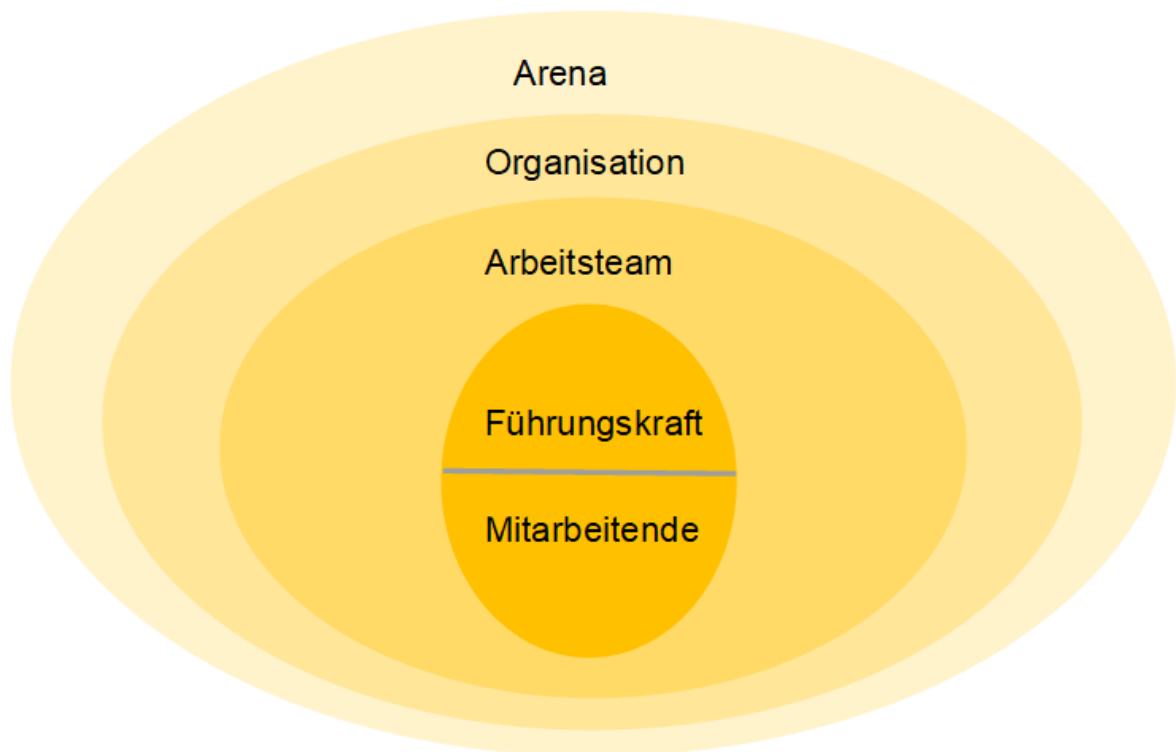 Arena
Organisation
Arbeitsteam
Führungskraft
Mitarbeitende